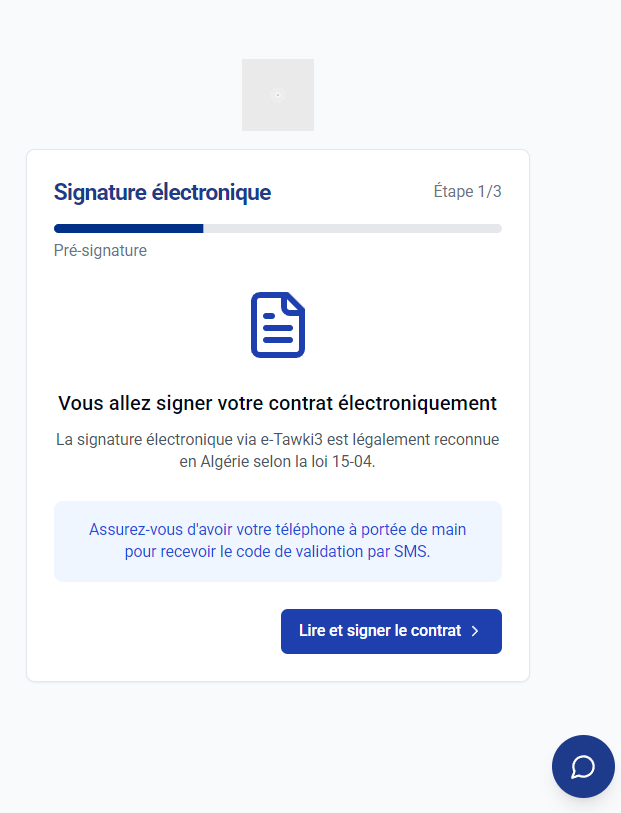 Signature électronique
Étape 1/3
Pré-signature
Vous allez signer votre contrat électroniquement
La signature électronique via e-Tawki3 est légalement reconnue
en Algérie selon la loi 15-04.
Assurez-vous d'avoir votre téléphone à portée de main
pour recevoir le code de validation par SMS.
Lire et signer le contrat